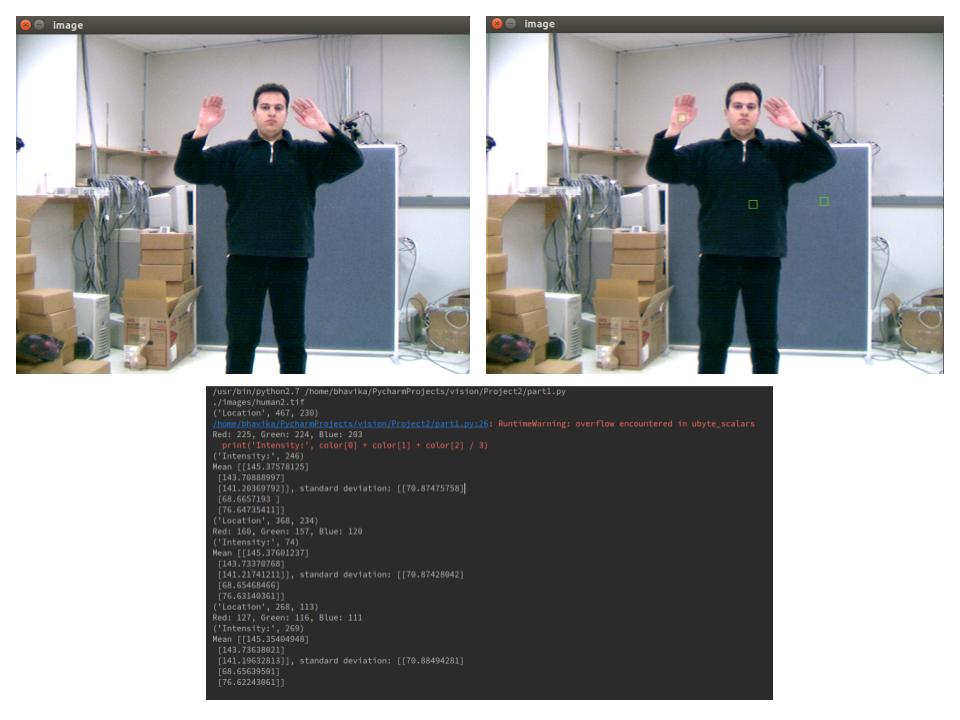 image
image
/usr/bin/python2.7 /home/bhavika/PycharmProjects/vision/Project2/part1.py
./images/human2.tif
('Location', 467, 230)
/home/bhavika/PycharmProjects/vision/Project2/part1.py:26: RuntimeWarning: overflow encountered in ubyte_scalars
Red: 225, Green: 224, Blue: 203
print('Intensity:', color[0] + color[1] + color[2] / 3)
('Intensity:', 246)
Mean [[145.37578125]
[143.70888997]
[141.20369792]], standard deviation: [[70.87475758]
[68.6657193 ]
[76.64735411]]
('Location', 368, 234)
Red: 160, Green: 157, Blue: 120
('Intensity:', 74)
Mean [[145.37601237]
[143.73370768]
[141.21741211]], standard deviation: [[70.87428042]
[68.65468466]
[76.63140361]]
('Location', 268, 113)
Red: 127, Green: 116, Blue: 111
('Intensity:', 269)
Mean [[145.35404948]
[143.73638021]
[141.19632813]], standard deviation: [[70.88494281]
[68.65639501]
[76.62243061]]